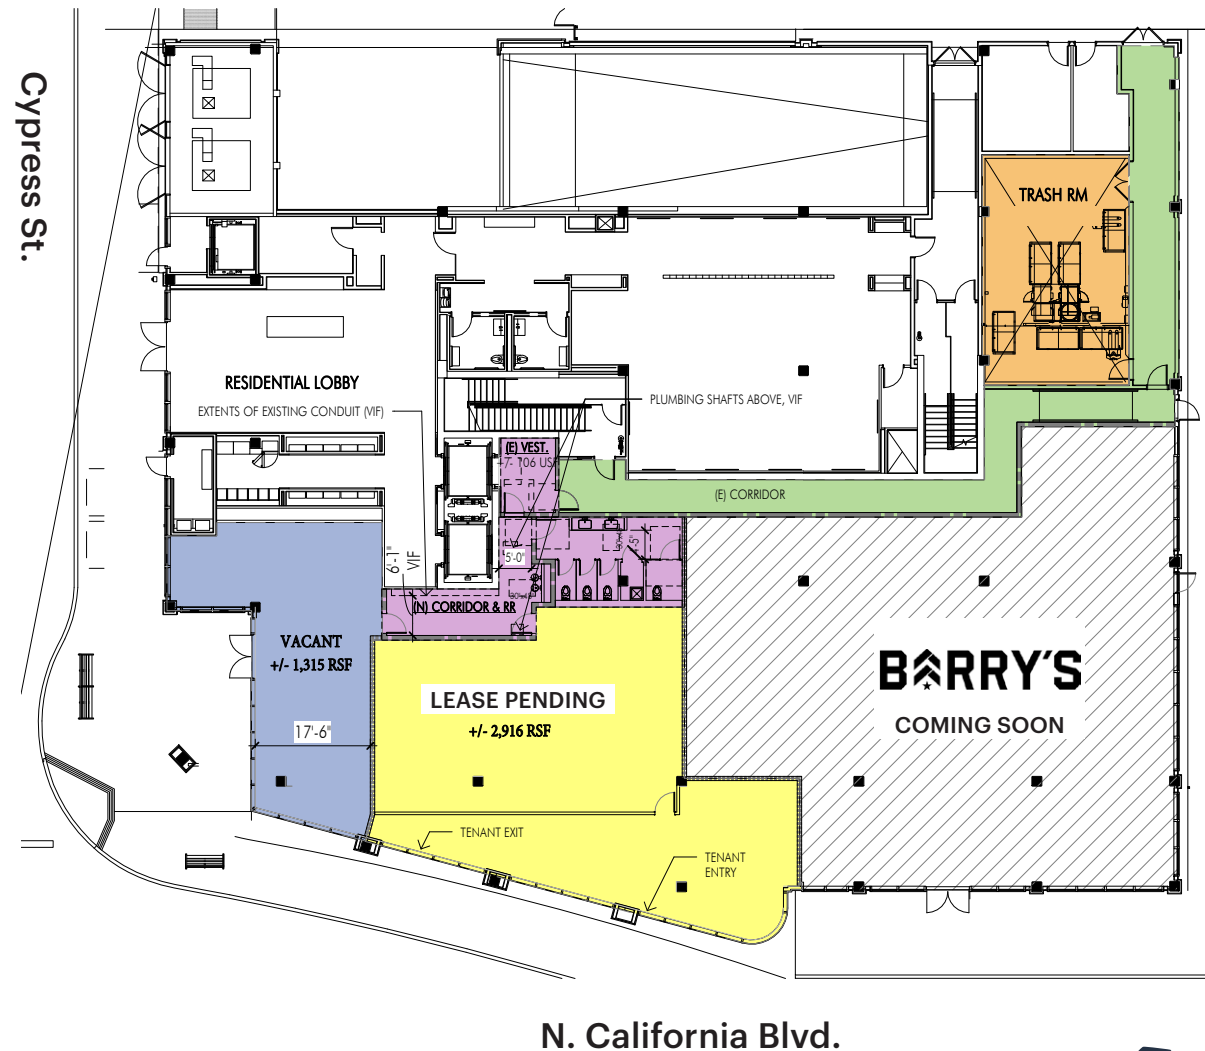 Cypress St.
TRASH RM
RESIDENTIAL LOBBY
EXTENTS OF EXISTING CONDUIT (VIF)
PLUMBING SHAFTS ABOVE, VIF
(E) VEST.
+/- 106 US
(E) CORRIDOR
6'-1"
VIF
5'-0"
(N) CORRIDOR & RR
VACANT
+/- 1,315 RSF
17'-6"
LEASE PENDING
+/- 2,916 RSF
BARRY'S
COMING SOON
TENANT EXIT
TENANT
ENTRY
N. California Blvd.